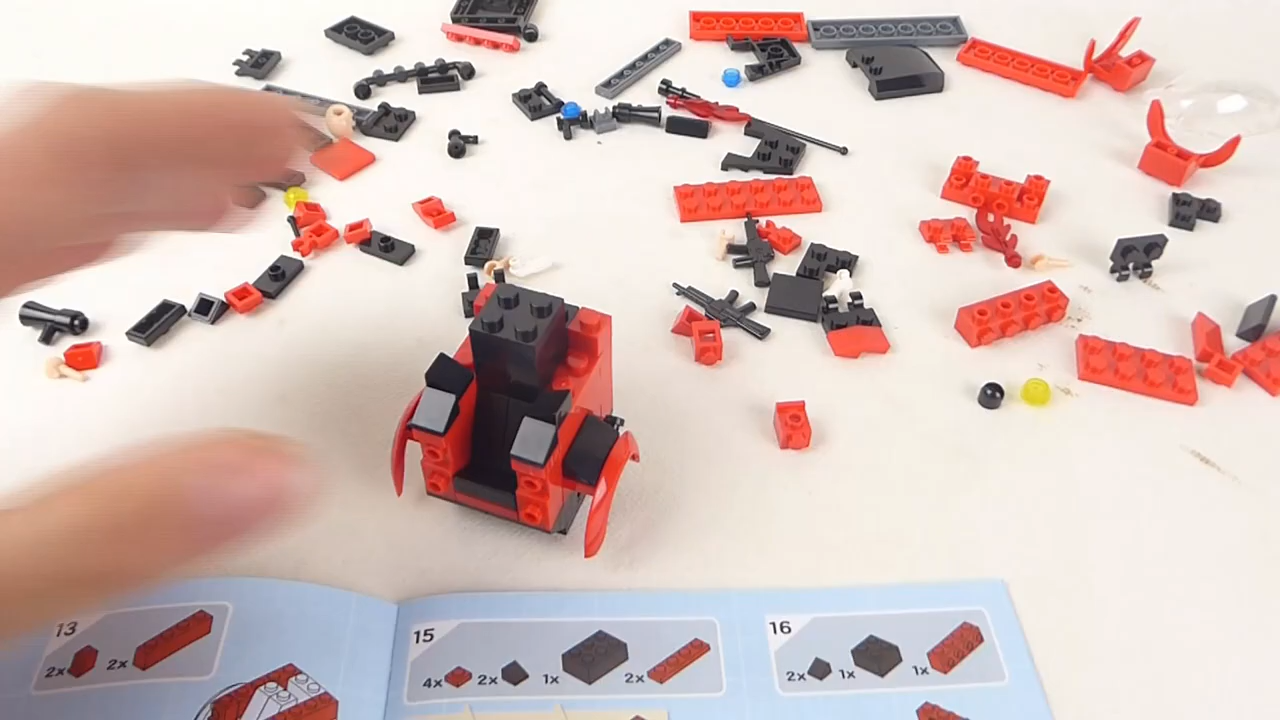 13
2x 2x
15
4x 2x 1x 2x
16
2x 1x 1x